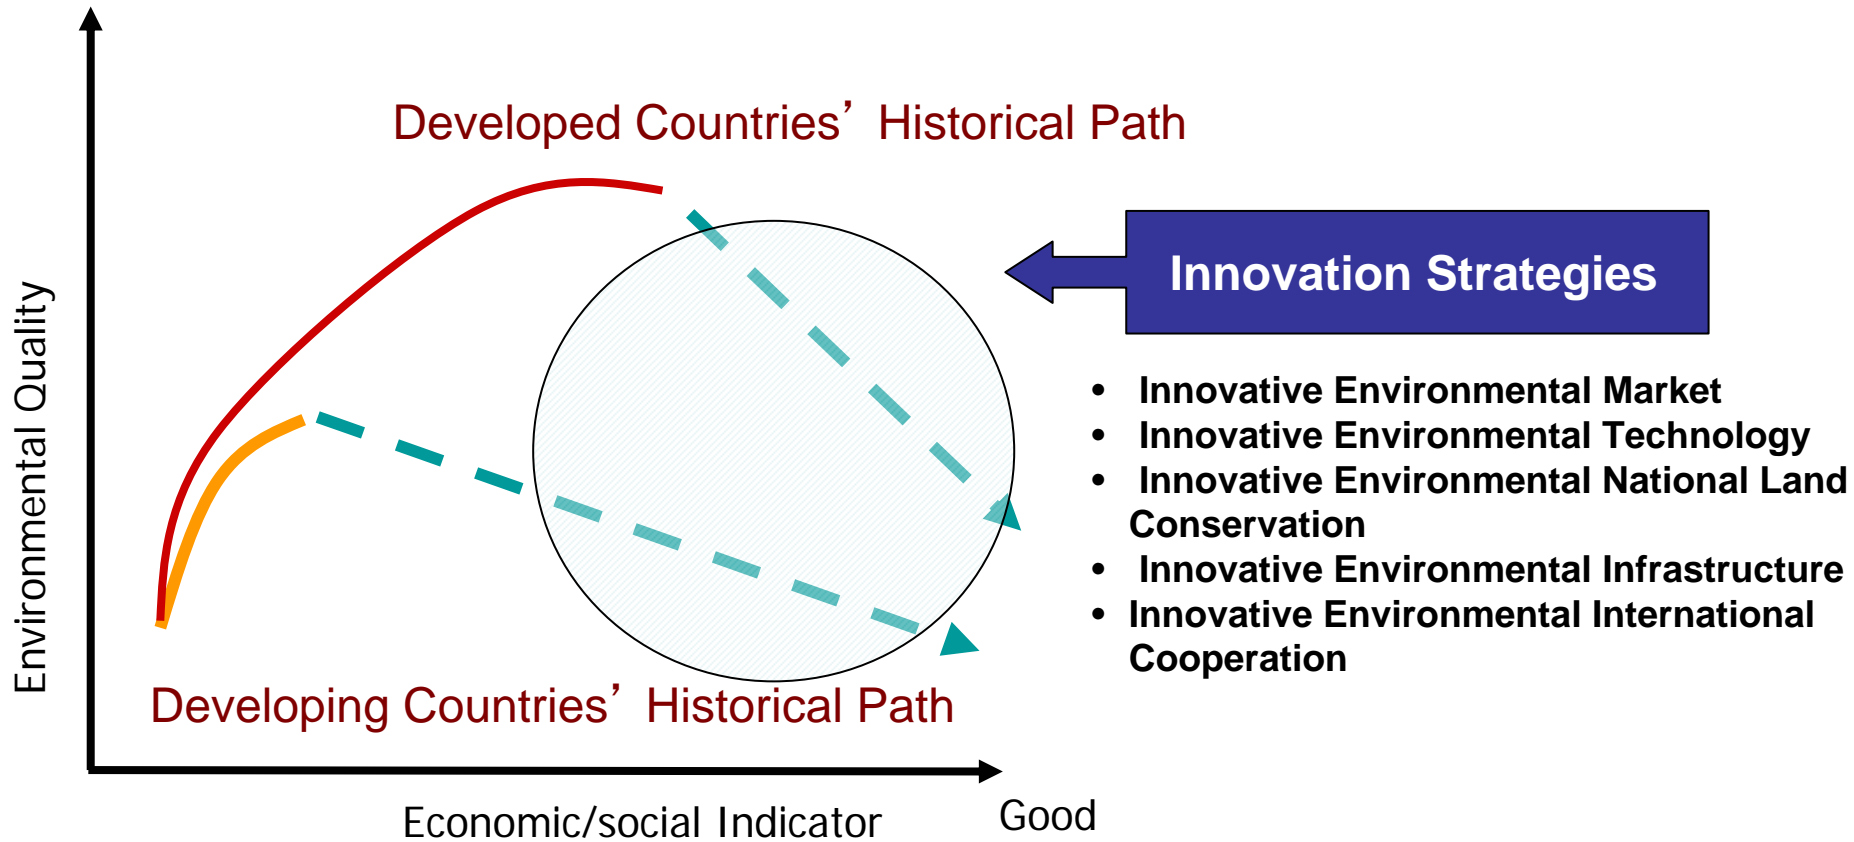 Developed Countries’ Historical Path
Innovation Strategies
Environmental Quality
• Innovative Environmental Market
• Innovative Environmental Technology
• Innovative Environmental National Land
Conservation
• Innovative Environmental Infrastructure
• Innovative Environmental International
Cooperation
Developing Countries’ Historical Path
Economic/social Indicator
Good